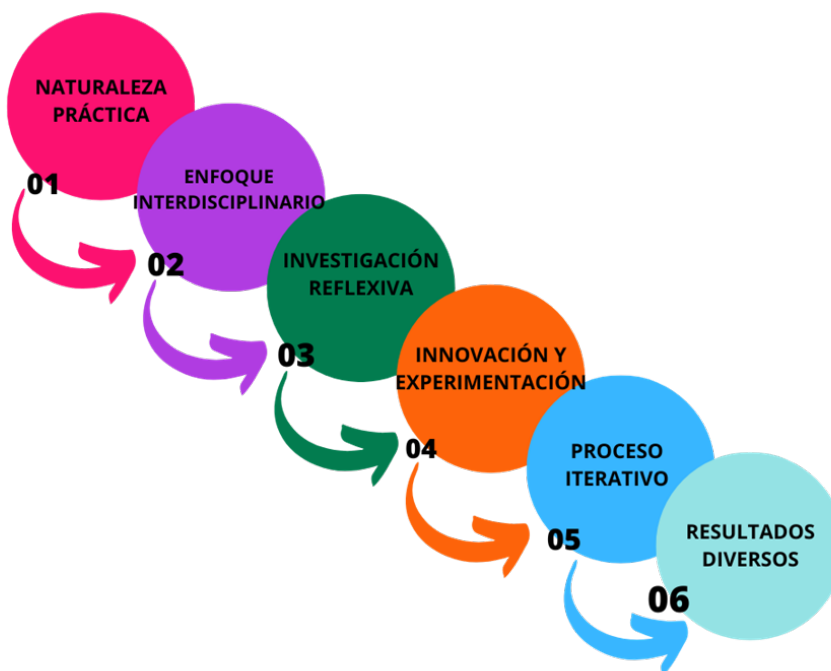 NATURALEZA
PRÁCTICA
01
ENFOQUE
INTERDISCIPLINARIO
02
INVESTIGACIÓN
REFLEXIVA
03
INNOVACIÓN Y
EXPERIMENTACIÓN
04
PROCESO
ITERATIVO
05
RESULTADOS
DIVERSOS
06